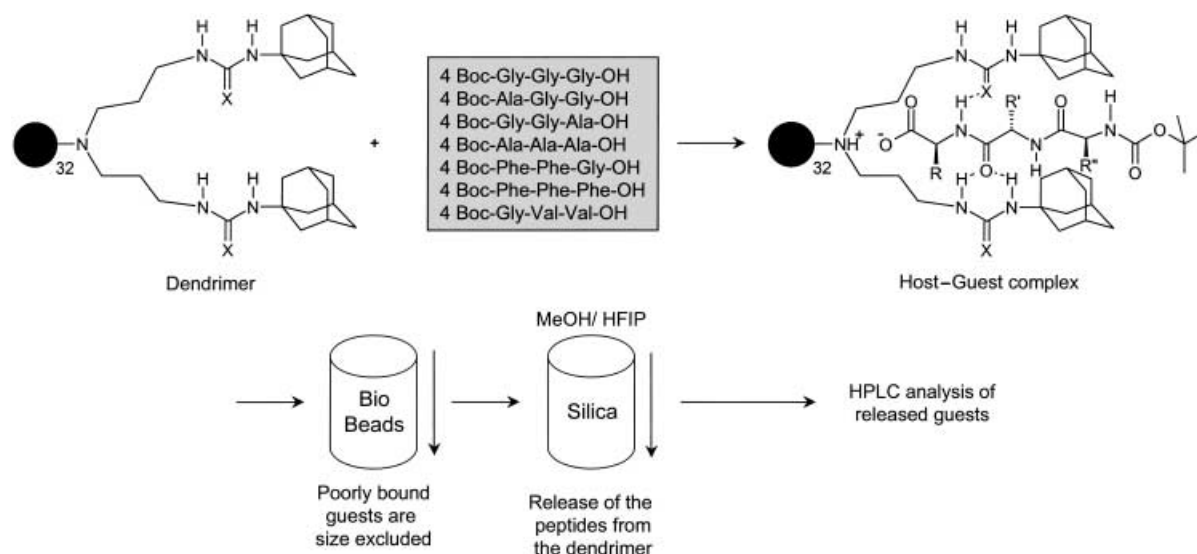 H H
N N
X
N
32
H H
N N
X
Dendrimer
+
4 Boc-Gly-Gly-Gly-OH
4 Boc-Ala-Gly-Gly-OH
4 Boc-Gly-Gly-Ala-OH
4 Boc-Ala-Ala-Ala-OH
4 Boc-Phe-Phe-Gly-OH
4 Boc-Phe-Phe-Phe-OH
4 Boc-Gly-Val-Val-OH
H H
N N
X
O H R' O H
N N O
NH+ -O N
32 R O H R'' O
H H
N N
X
Host–Guest complex
MeOH/ HFIP
Bio
Beads
Silica
HPLC analysis of
released guests
Poorly bound
guests are
size excluded
Release of the
peptides from
the dendrimer